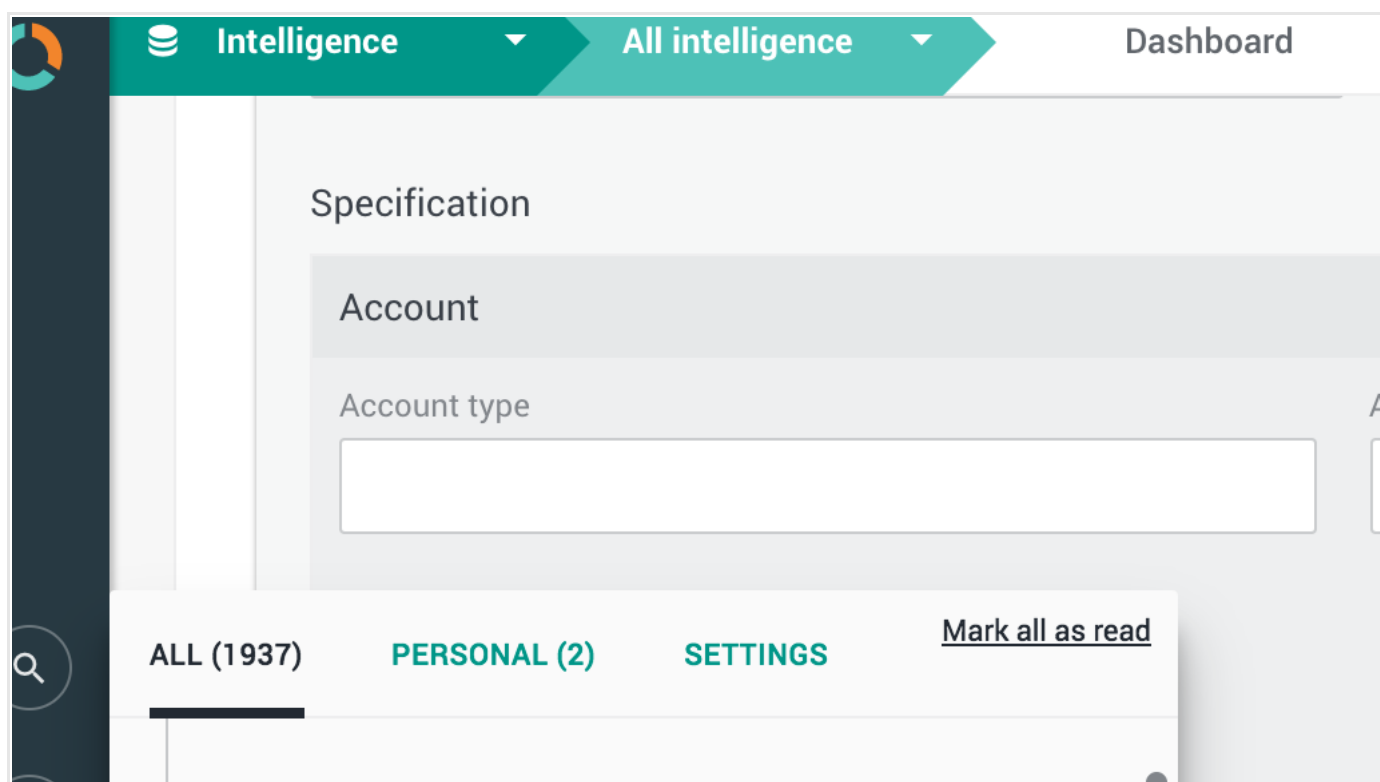 Intelligence All intelligence Dashboard
Specification
Account
Account type
Mark all as read
ALL (1937) PERSONAL (2) SETTINGS